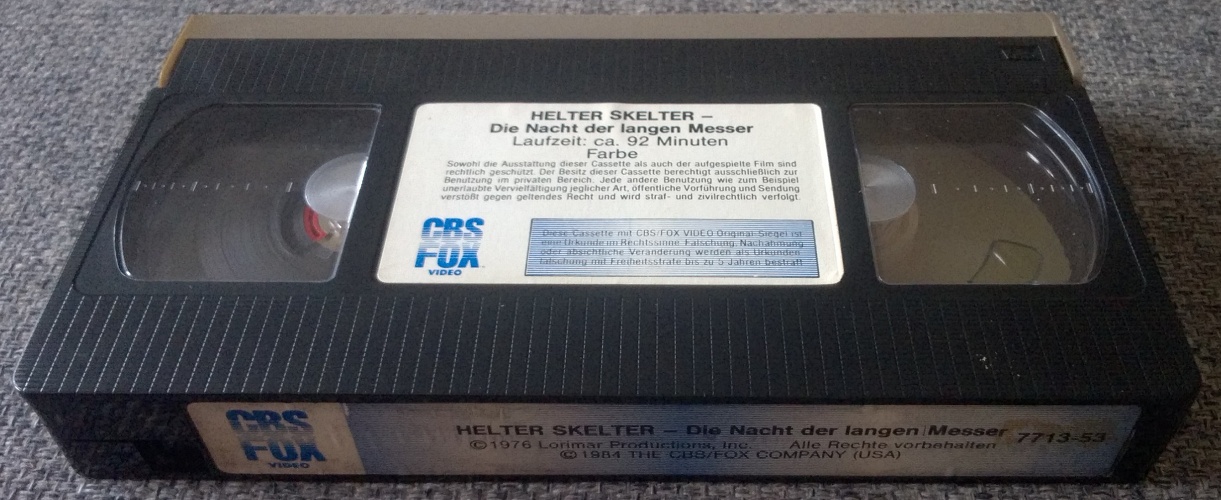 HELTER SKELTER –
Die Nacht der langen Messer
Laufzeit: ca. 92 Minuten
Farbe
Sowohl die Ausstattung dieser Cassette als auch der aufgespielte Film sind
rechtlich geschützt. Der Besitz dieser Cassette berechtigt ausschließlich zur
Benutzung im privaten Bereich. Jede andere Benutzung wie zum Beispiel
unerlaubte Vervielfältigung jeglicher Art, öffentliche Vorführung und Sendung
verstößt gegen geltendes Recht und wird straf- und zivilrechtlich verfolgt.
CBS
FOX
VIDEO
Diese Cassette mit CBS/FOX VIDEO Original-Siegel ist
eine Urkunde im Rechtssinne. Fälschung, Nachahmung
oder absichtliche Veränderung werden als Urkunden
fälschung mit Freiheitsstrafe bis zu 5 Jahren bestraft
CBS
FOX
VIDEO
HELTER SKELTER – Die Nacht der langen Messer 7713-53
©1976 Lorimar Productions, Inc. Alle Rechte vorbehalten
©1984 THE CBS/FOX COMPANY (USA)